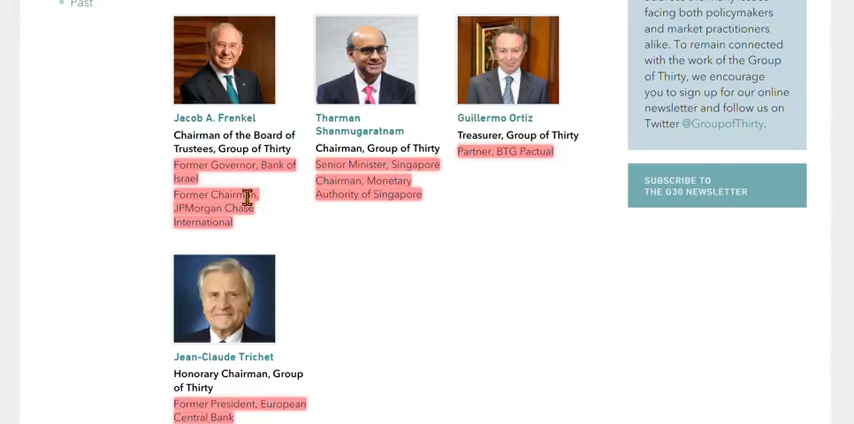 Past
Jacob A. Frenkel
Chairman of the Board of
Trustees, Group of Thirty
Former Governor, Bank of
Israel
Former Chairman,
JPMorgan Chase
International
Tharman
Shanmugaratnam
Chairman, Group of Thirty
Senior Minister, Singapore
Chairman, Monetary
Authority of Singapore
Guillermo Ortiz
Treasurer, Group of Thirty
Partner, BTG Pactual
Jean-Claude Trichet
Honorary Chairman, Group
of Thirty
Former President, European
Central Bank
facing both policymakers
and market practitioners
alike. To remain connected
with the work of the Group
of Thirty, we encourage
you to sign up for our online
newsletter and follow us on
Twitter @GroupofThirty.
SUBSCRIBE TO
THE G30 NEWSLETTER